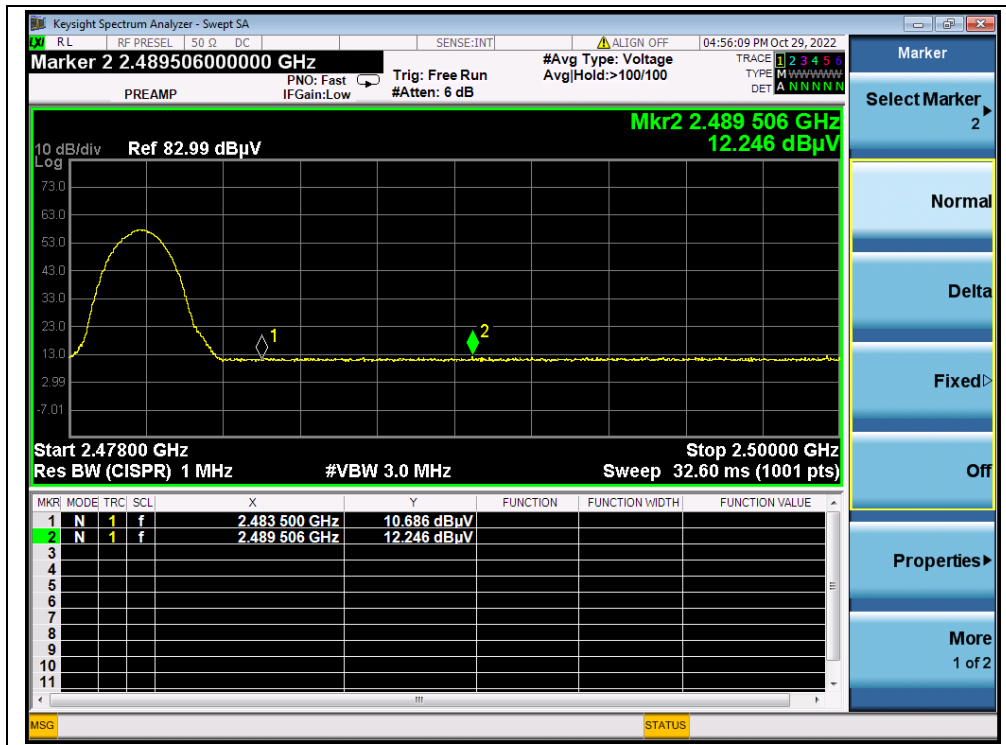 Keysight Spectrum Analyzer - Swept SA
LXI RL RF PRESEL 50 Ω DC SENSE:INT ALIGN OFF 04:56:09 PM Oct 29, 2022
Marker 2 2.489506000000 GHz
PREAMP
PNO: Fast
IFGain:Low
Trig: Free Run
#Atten: 6 dB
#Avg Type: Voltage
Avg|Hold:>100/100
TRACE 1 2 3 4 5 6
TYPE M WWWWW
DET A N N N N N
Mkr2 2.489 506 GHz
12.246 dBµV
10 dB/div Ref 82.99 dBµV
Log
73.0
63.0
53.0
43.0
33.0
23.0
13.0
2.99
-7.01
1
2
Start 2.47800 GHz Stop 2.50000 GHz
Res BW (CISPR) 1 MHz #VBW 3.0 MHz Sweep 32.60 ms (1001 pts)
MKR MODE TRC SCL X Y FUNCTION FUNCTION WIDTH FUNCTION VALUE
1 N 1 f 2.483 500 GHz 10.686 dBµV
2 N 1 f 2.489 506 GHz 12.246 dBµV
3
4
5
6
7
8
9
10
11
MSG STATUS
Marker
Select Marker
2
Normal
Delta
Fixed
Off
Properties
More
1 of 2